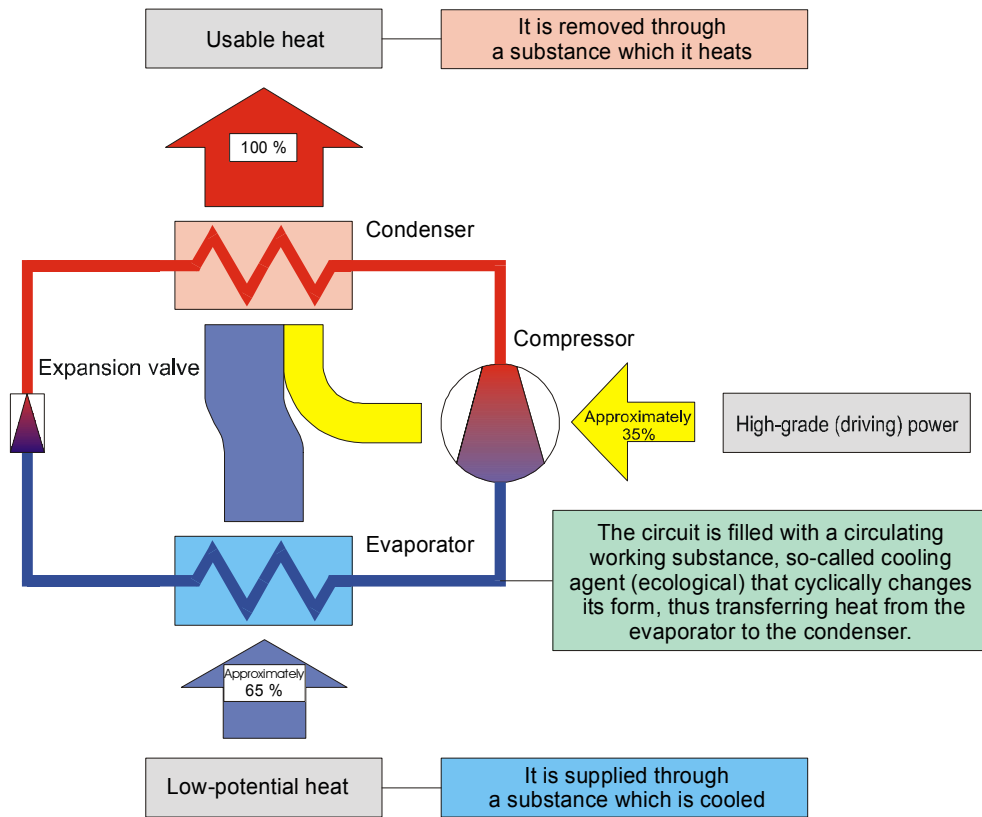 Usable heat
It is removed through
a substance which it heats
100 %
Condenser
Compressor
Expansion valve
Approximately
35%
High-grade (driving) power
Evaporator
The circuit is filled with a circulating
working substance, so-called cooling
agent (ecological) that cyclically changes
its form, thus transferring heat from the
evaporator to the condenser.
Approximately
65 %
Low-potential heat
It is supplied through
a substance which is cooled